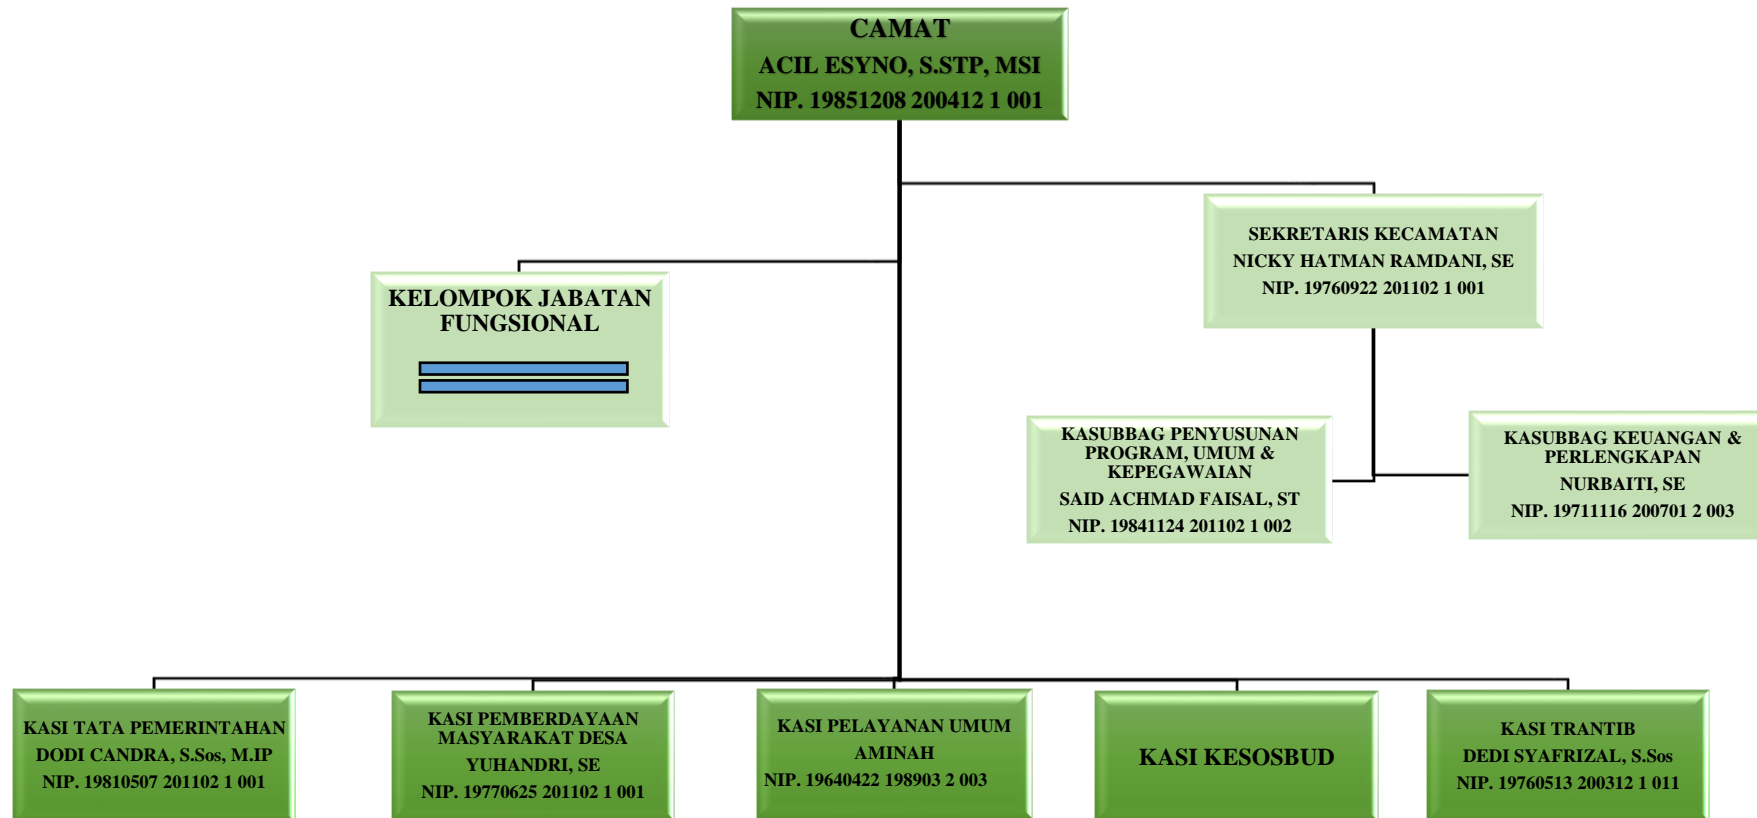 CAMAT
ACIL ESYNO, S.STP, MSI
NIP. 19851208 200412 1 001
SEKRETARIS KECAMATAN
NICKY HATMAN RAMDANI, SE
NIP. 19760922 201102 1 001
KELOMPOK JABATAN
FUNGSIONAL
KASUBBAG PENYUSUNAN
PROGRAM, UMUM &
KEPEGAWAIAN
SAID ACHMAD FAISAL, ST
NIP. 19841124 201102 1 002
KASUBBAG KEUANGAN &
PERLENGKAPAN
NURBAITI, SE
NIP. 19711116 200701 2 003
KASI TATA PEMERINTAHAN
DODI CANDRA, S.Sos, M.IP
NIP. 19810507 201102 1 001
KASI PEMBERDAYAAN
MASYARAKAT DESA
YUHANDRI, SE
NIP. 19770625 201102 1 001
KASI PELAYANAN UMUM
AMINAH
NIP. 19640422 198903 2 003
KASI KESOSBUD
KASI TRANTIB
DEDI SYAFRIZAL, S.Sos
NIP. 19760513 200312 1 011